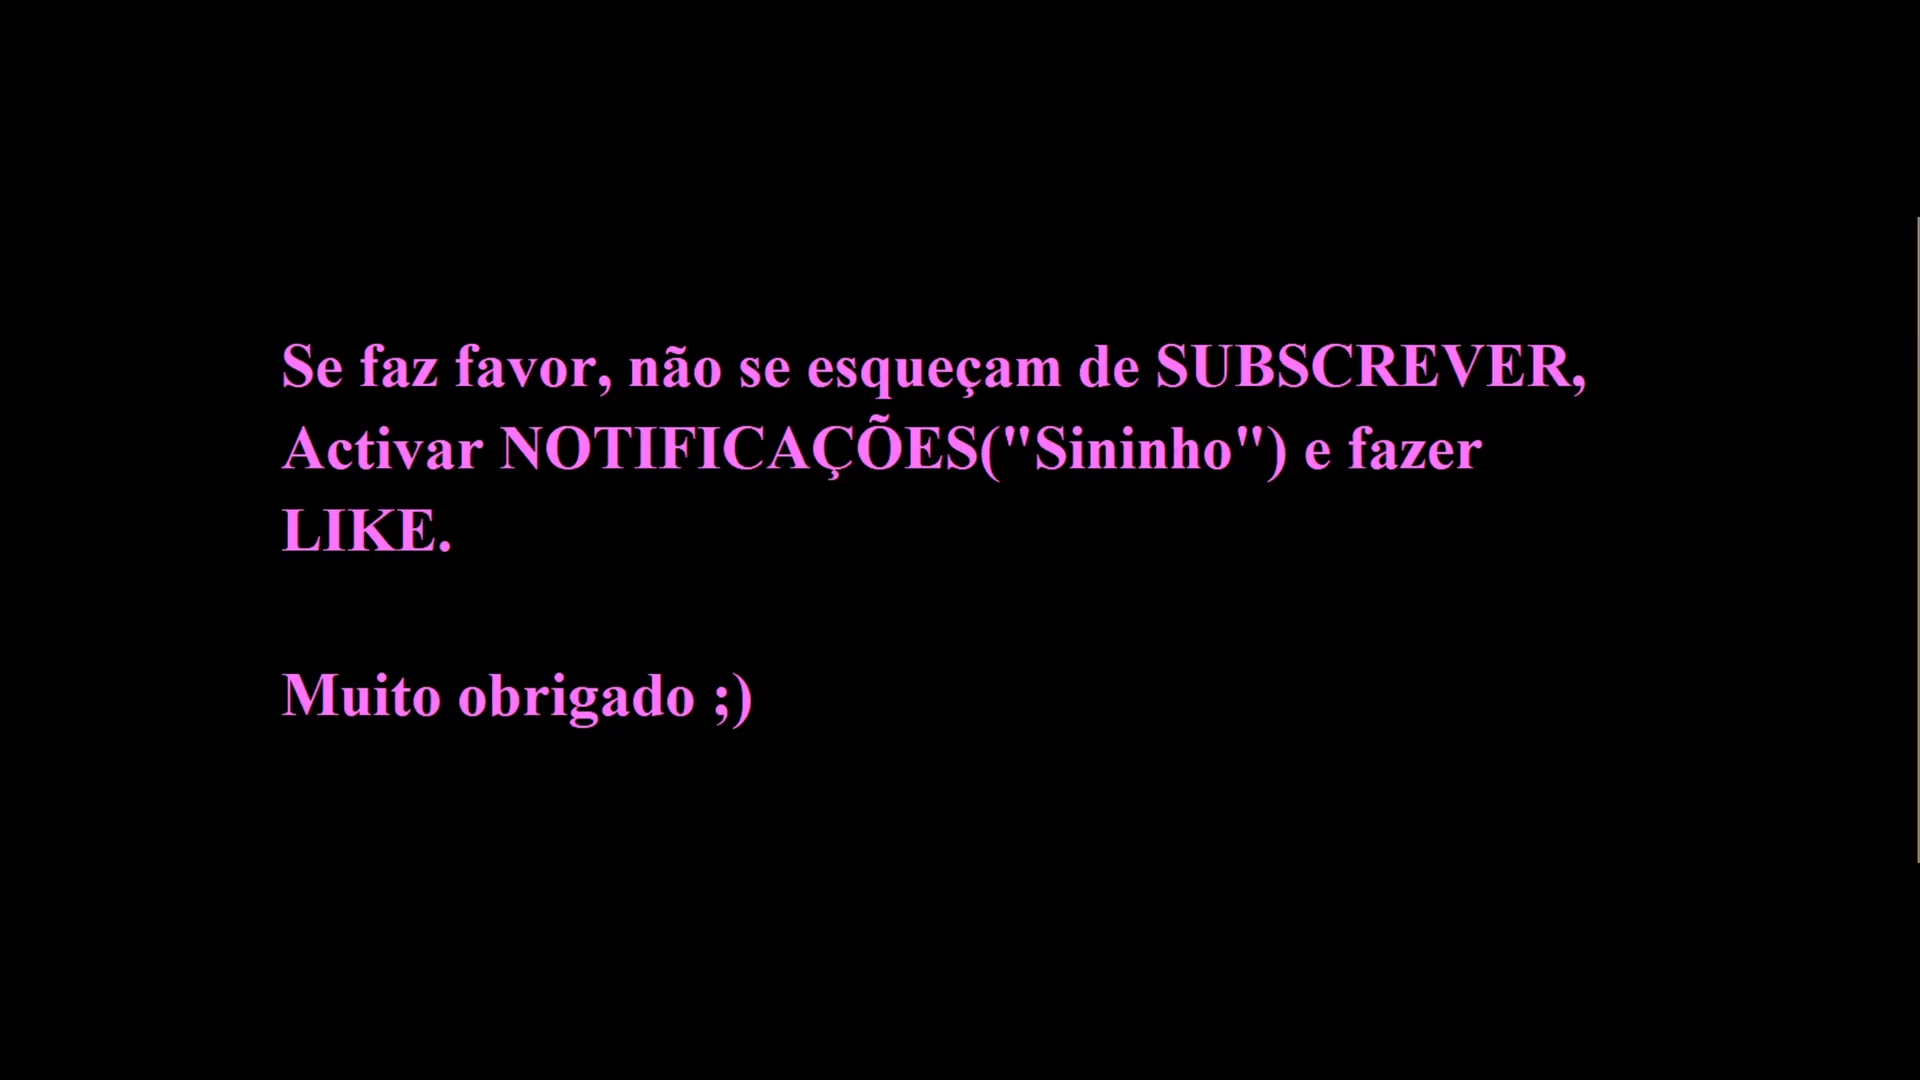 Se faz favor, não se esqueçam de SUBSCREVER,
Activar NOTIFICAÇÕES("Sininho") e fazer
LIKE.
Muito obrigado ;)